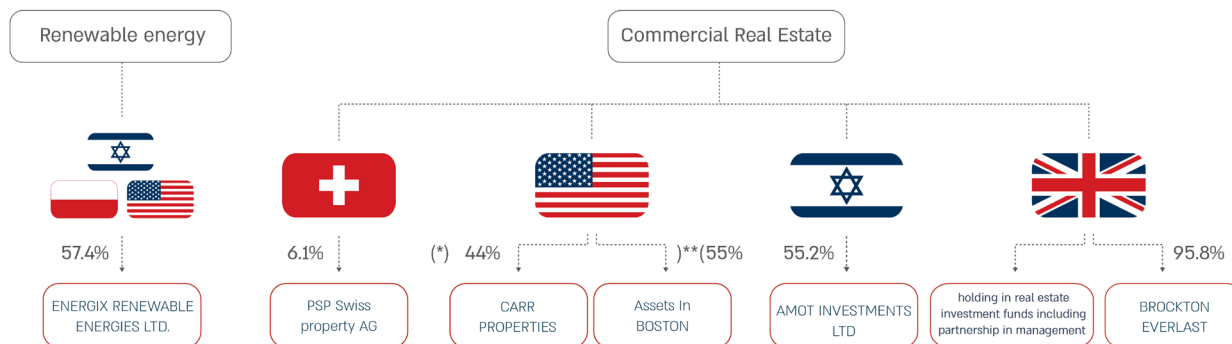 Renewable energy
Commercial Real Estate
57.4%
6.1%
(*) 44%
)**(55%
55.2%
95.8%
ENERGIX RENEWABLE
ENERGIES LTD.
PSP Swiss
property AG
CARR
PROPERTIES
Assets In
BOSTON
AMOT INVESTMENTS
LTD
holding in real estate
investment funds including
partnership in management
BROCKTON
EVERLAST